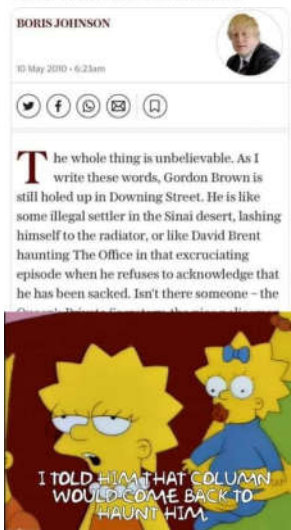 BORIS JOHNSON
10 May 2010 • 6:23am
The whole thing is unbelievable. As I
write these words, Gordon Brown is
still holed up in Downing Street. He is like
some illegal settler in the Sinai desert, lashing
himself to the radiator, or like David Brent
haunting The Office in that excruciating
episode when he refuses to acknowledge that
he has been sacked. Isn't there someone – the
I TOLD HIM THAT COLUMN
WOULD COME BACK TO
HAUNT HIM.